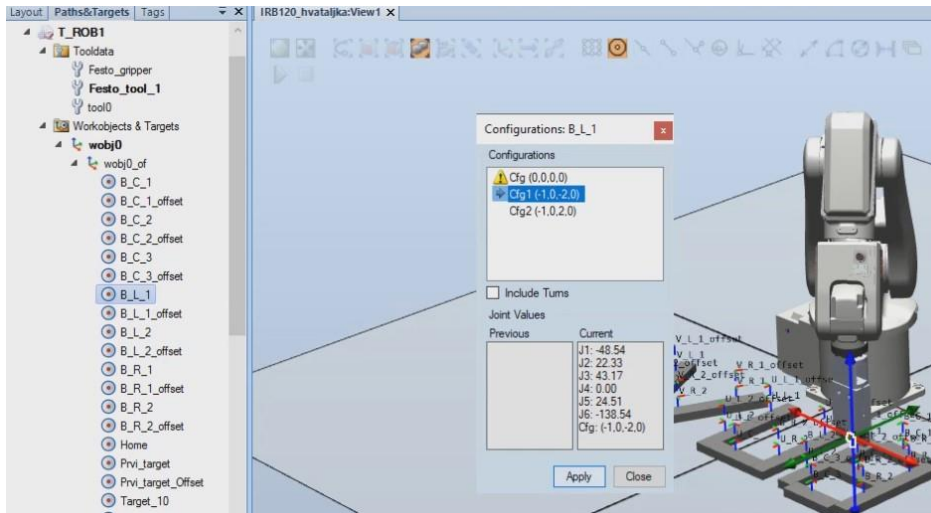 Layout Paths&Targets Tags
IRB120_hvataljka:View1
T_ROB1
Tooldata
Festo_gripper
Festo_tool_1
tool0
Workobjects & Targets
wobj0
wobj0_of
B_C_1
B_C_1_offset
B_C_2
B_C_2_offset
B_C_3
B_C_3_offset
B_L_1
B_L_1_offset
B_L_2
B_L_2_offset
B_R_1
B_R_1_offset
B_R_2
B_R_2_offset
Home
Prvi_target
Prvi_target_Offset
Target_10
Configurations: B_L_1
Configurations
Cfg (0,0,0,0)
Cfg1 (-1,0,-2,0)
Cfg2 (-1,0,2,0)
Include Turns
Joint Values
Previous Current
J1: -48.54
J2: 22.33
J3: 43.17
J4: 0.00
J5: 24.51
J6: -138.54
Cfg: (-1,0,-2,0)
Apply Close
V_L_1_offset
V_L_1
V_R_2
V_R_1
B_R_2